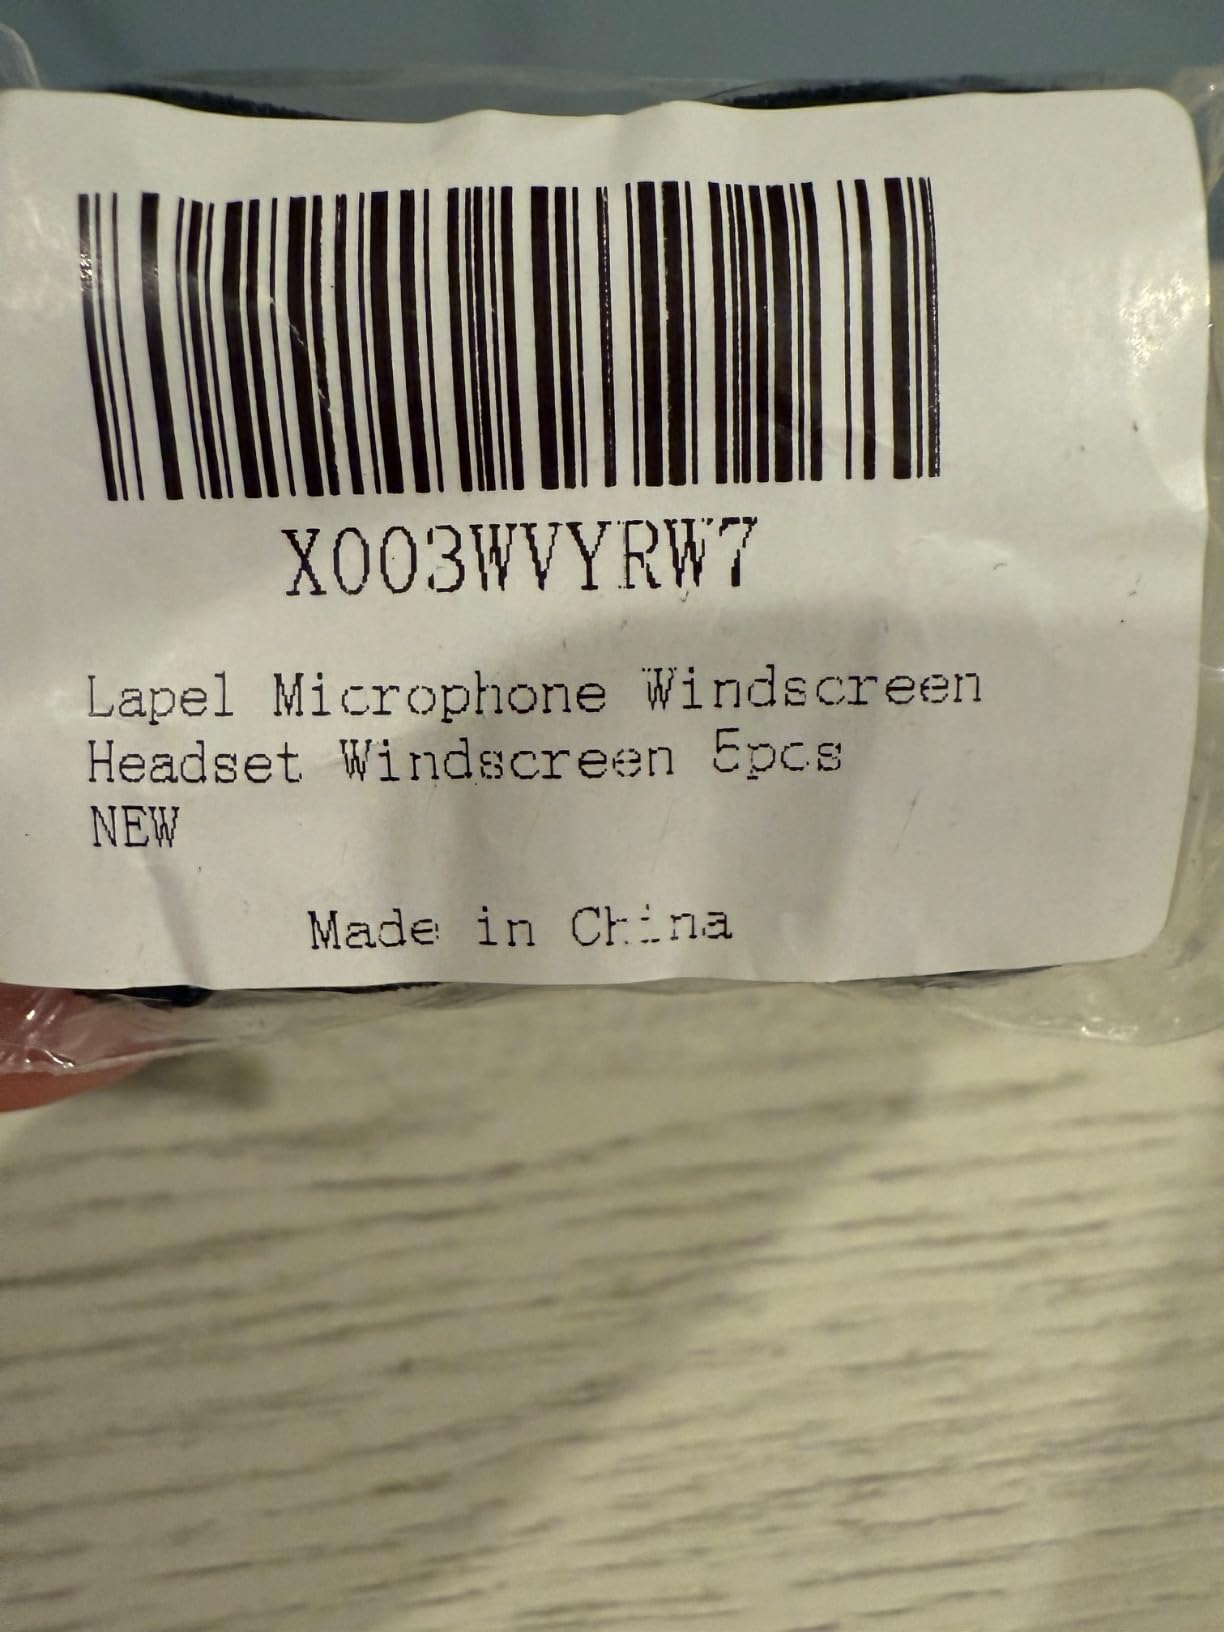 X003WVYRW7
Lapel Microphone Windscreen
Headset Windscreen 5pcs
NEW
Made in China